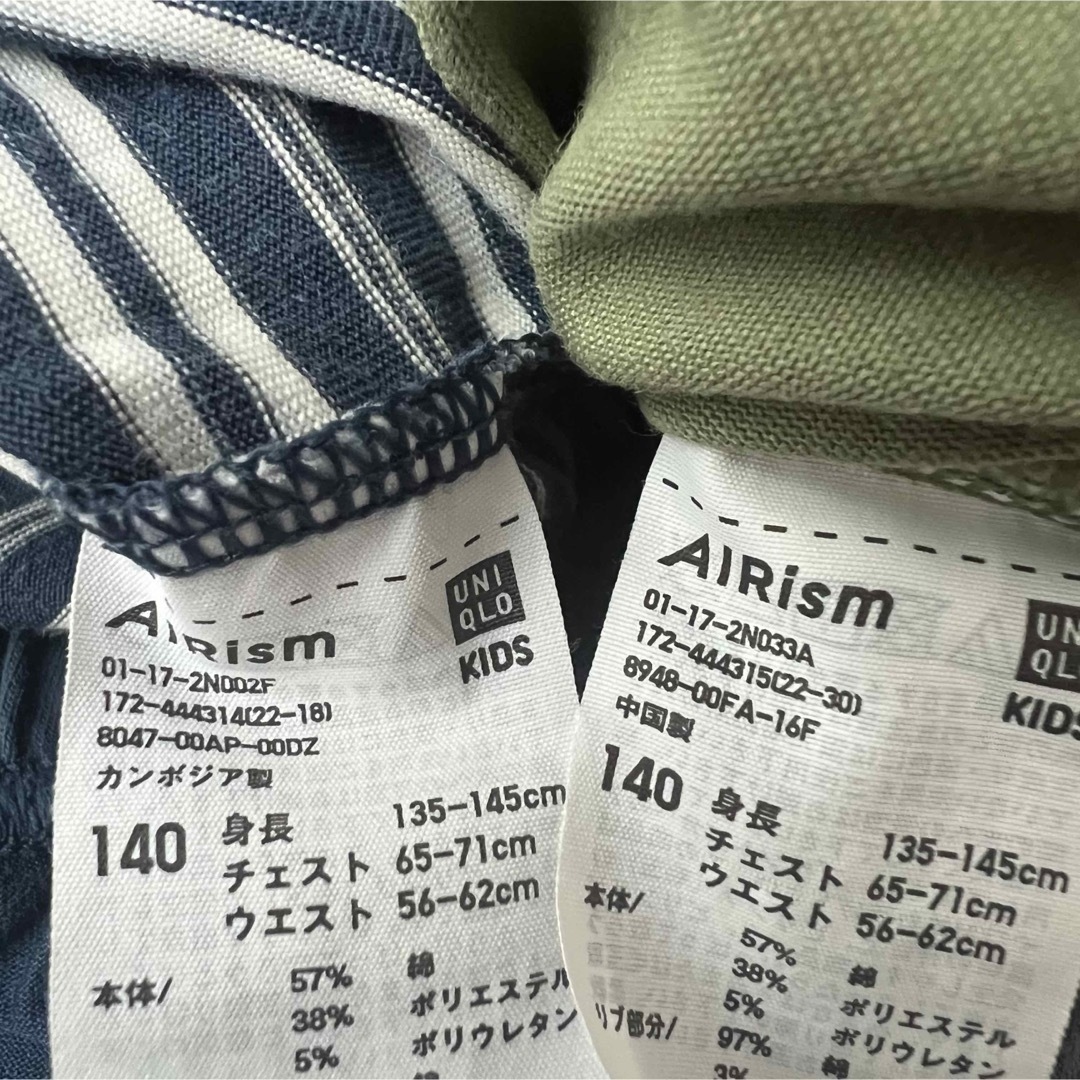 AIRism
UNI
QLO
KIDS
01-17-2N002F
172-444314(22-18)
8047-00AP-00DZ
カンボジア製
140
身長 135-145cm
チェスト 65-71cm
ウエスト 56-62cm
本体/ 57% 綿
38% ポリエステル
5% ポリウレタン
AIRism
UN
QL
KIDS
01-17-2N033A
172-444315(22-30)
8948-00FA-16F
中国製
140
身長 135-145cm
チェスト 65-71cm
ウエスト 56-62cm
本体/
57% 綿
38% ポリエステル
5% ポリウレタン
リブ部分/ 97% 綿
3%